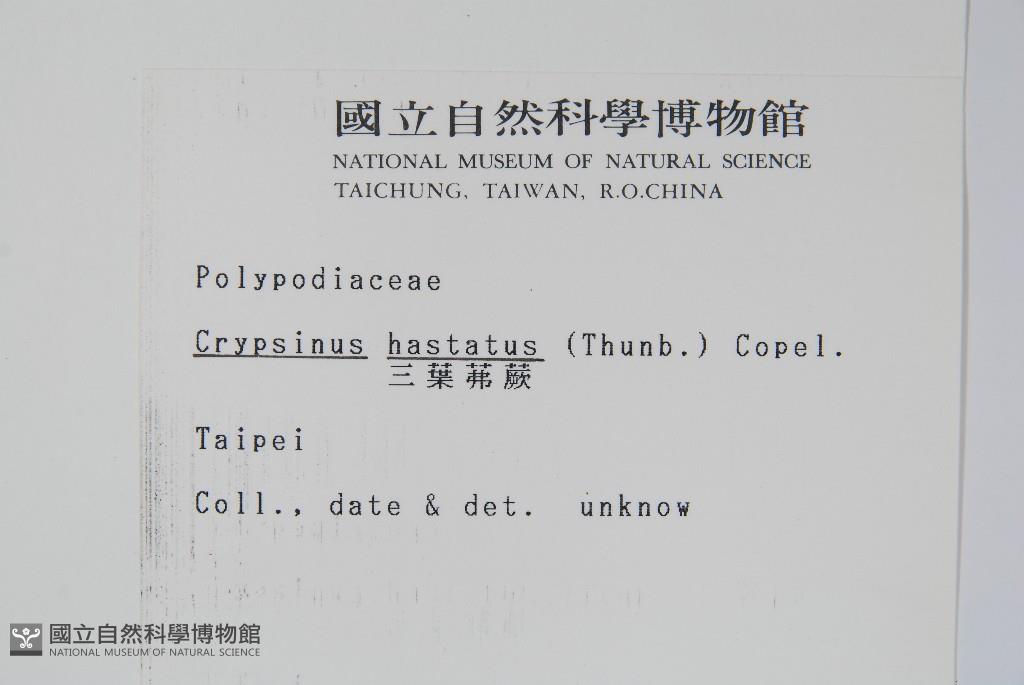 國立自然科學博物館
NATIONAL MUSEUM OF NATURAL SCIENCE
TAICHUNG, TAIWAN, R.O.CHINA
Polypodiaceae
Crypsinus hastatus (Thunb.) Copel.
三葉茀蕨
Taipei
Coll., date & det. unknow
國立自然科學博物館
NATIONAL MUSEUM OF NATURAL SCIENCE